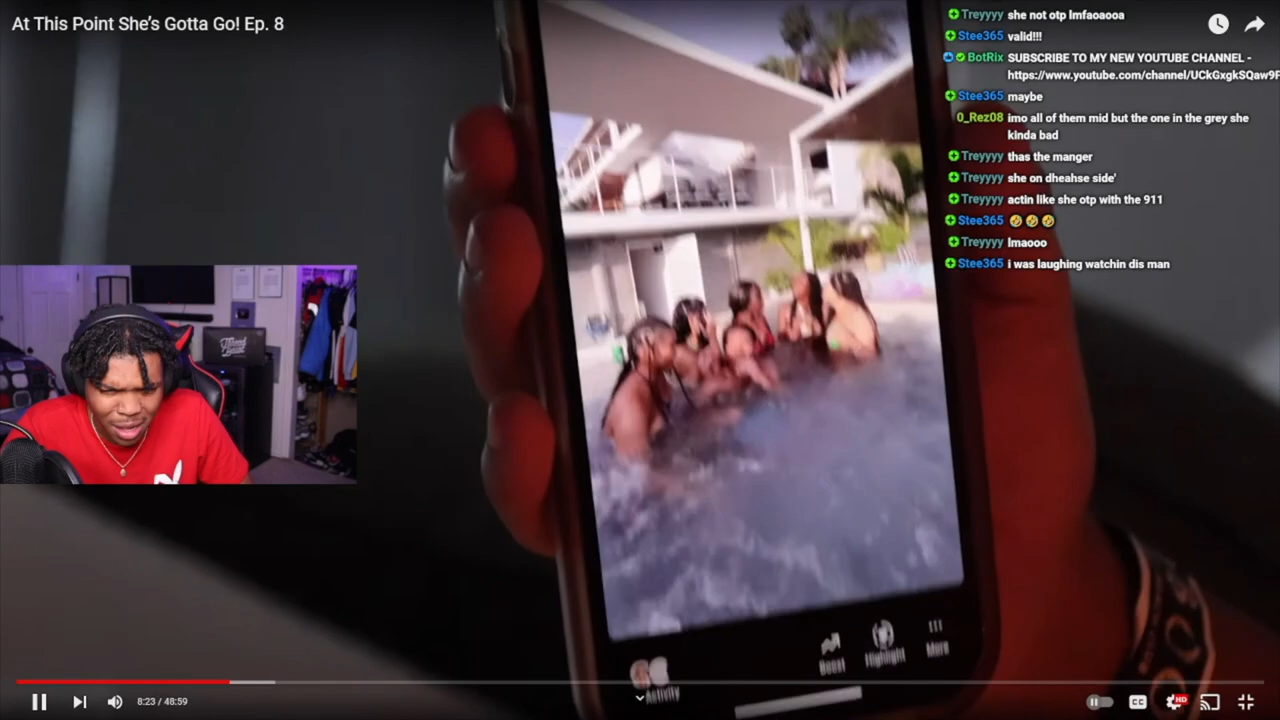 At This Point She's Gotta Go! Ep. 8
Treyyyy she not otp lmfaoaooa
Stee365 valid!!!
BotRix SUBSCRIBE TO MY NEW YOUTUBE CHANNEL -
https://www.youtube.com/channel/UCkGxgkSQaw9F
Stee365 maybe
0_Rez08 imo all of them mid but the one in the grey she
kinda bad
Treyyyy thas the manger
Treyyyy she on dheahse side'
Treyyyy actin like she otp with the 911
Stee365 🤣🤣🤣
Treyyyy lmaooo
Stee365 i was laughing watchin dis man
Activity
Boost
Highlight
More
8:23 / 48:59
CC
HD